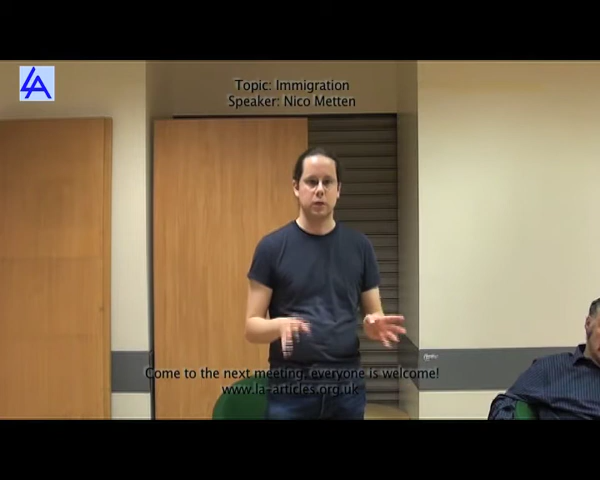 LA
Topic: Immigration
Speaker: Nico Metten
Come to the next meeting, everyone is welcome!
www.la-articles.org.uk